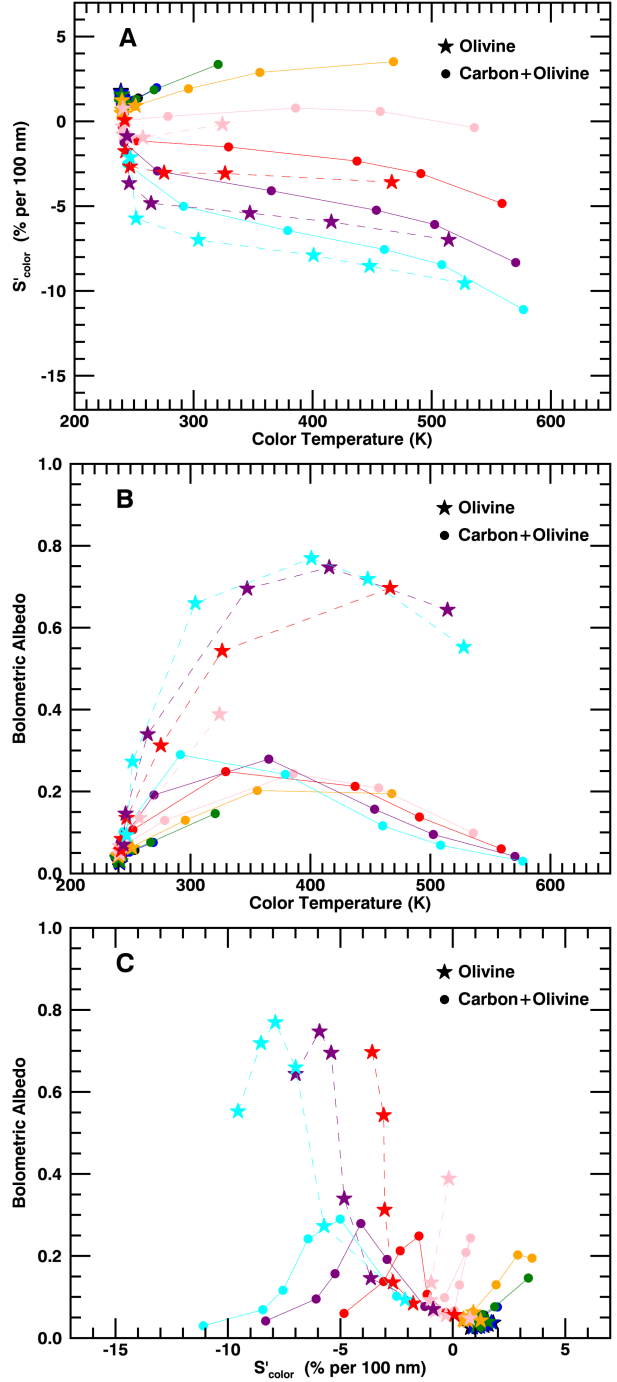 A
Olivine
Carbon+Olivine
5
0
-5
-10
-15
S'color (% per 100 nm)
200 300 400 500 600
Color Temperature (K)
B
Olivine
Carbon+Olivine
1.0
0.8
0.6
0.4
0.2
0.0
Bolometric Albedo
200 300 400 500 600
Color Temperature (K)
C
Olivine
Carbon+Olivine
1.0
0.8
0.6
0.4
0.2
0.0
Bolometric Albedo
-15 -10 -5 0 5
S'color (% per 100 nm)